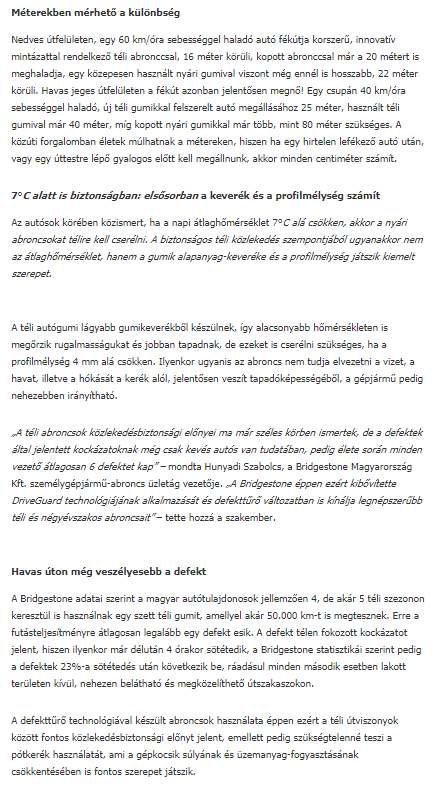 Méterekben mérhető a különbség
Nedves útfelületen, egy 60 km/óra sebességgel haladó autó fékútja korszerű, innovatív
mintázattal rendelkező téli abronccsal, 16 méter körüli, kopott abronccsal már a 20 métert is
meghaladja, egy közepesen használt nyári gumival viszont még ennél is hosszabb, 22 méter
körüli. Havas jeges útfelületen a fékút azonban jelentősen megnő! Egy csupán 40 km/óra
sebességgel haladó, új téli gumikkal felszerelt autó megállásához 25 méter, használt téli
gumival már 40 méter, míg kopott nyári gumikkal már több, mint 80 méter szükséges. A
közúti forgalomban életek múlhatnak a métereken, hiszen ha egy hirtelen lefékező autó után,
vagy egy úttestre lépő gyalogos előtt kell megállnunk, akkor minden centiméter számít.
7°C alatt is biztonságban: elsősorban a keverék és a profilmélység számít
Az autósok körében közismert, ha a napi átlaghőmérséklet 7°C alá csökken, akkor a nyári
abroncsokat télire kell cserélni. A biztonságos téli közlekedés szempontjából ugyanakkor nem
az átlaghőmérséklet, hanem a gumik alapanyag-keveréke és a profilmélység játszik kiemelt
szerepet.
A téli autógumi lágyabb gumikeverékből készülnek, így alacsonyabb hőmérsékleten is
megőrzik rugalmasságukat és jobban tapadnak, de ezeket is cserélni szükséges, ha a
profilmélység 4 mm alá csökken. Ilyenkor ugyanis az abroncs nem tudja elvezetni a vizet, a
havat, illetve a hókását a kerék alól, jelentősen veszít tapadóképességéből, a gépjármű pedig
nehezebben irányítható.
„A téli abroncsok közlekedésbiztonsági előnyei ma már széles körben ismertek, de a defektek
által jelentett kockázatoknak még csak kevés autós van tudatában, pedig élete során minden
vezető átlagosan 6 defektet kap” – mondta Hunyadi Szabolcs, a Bridgestone Magyarország
Kft. személygépjármű-abroncs üzletág vezetője. „A Bridgestone éppen ezért kibővítette
DriveGuard technológiájának alkalmazását és defekttűrő változatban is kínálja legnépszerűbb
téli és négyévszakos abroncsait” – tette hozzá a szakember.
Havas úton még veszélyesebb a defekt
A Bridgestone adatai szerint a magyar autótulajdonosok jellemzően 4, de akár 5 téli szezonon
keresztül is használnak egy szett téli gumit, amellyel akár 50.000 km-t is megtesznek. Erre a
futásteljesítményre átlagosan legalább egy defekt esik. A defekt télen fokozott kockázatot
jelent, hiszen ilyenkor már délután 4 órakor sötétedik, a Bridgestone statisztikái szerint pedig
a defektek 23%-a sötétedés után következik be, ráadásul minden második esetben lakott
területen kívül, nehezen belátható és megközelíthető útszakaszokon.
A defekttűrő technológiával készült abroncsok használata éppen ezért a téli útviszonyok
között fontos közlekedésbiztonsági előnyt jelent, emellett pedig szükségtelenné teszi a
pótkerék használatát, ami a gépkocsik súlyának és üzemanyag-fogyasztásának
csökkentésében is fontos szerepet játszik.